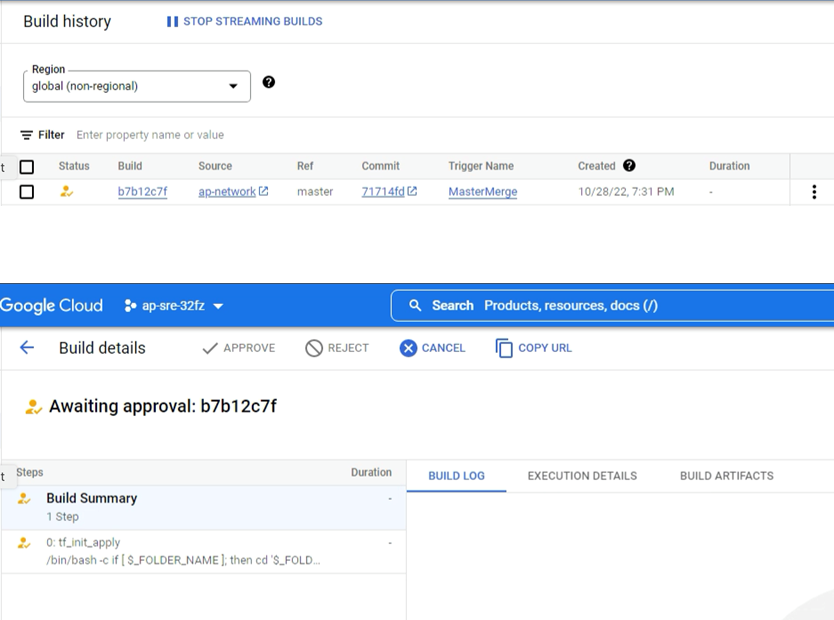 Build history STOP STREAMING BUILDS
Region
global (non-regional)
Filter Enter property name or value
t Status Build Source Ref Commit Trigger Name Created Duration
b7b12c7f ap-network master 71714fd MasterMerge 10/28/22, 7:31 PM -
Google Cloud ap-sre-32fz Search Products, resources, docs (/)
Build details APPROVE REJECT CANCEL COPY URL
Awaiting approval: b7b12c7f
t Steps Duration BUILD LOG EXECUTION DETAILS BUILD ARTIFACTS
Build Summary -
1 Step
0: tf_init_apply -
/bin/bash -c if [ $_FOLDER_NAME ]; then cd '$_FOLD...